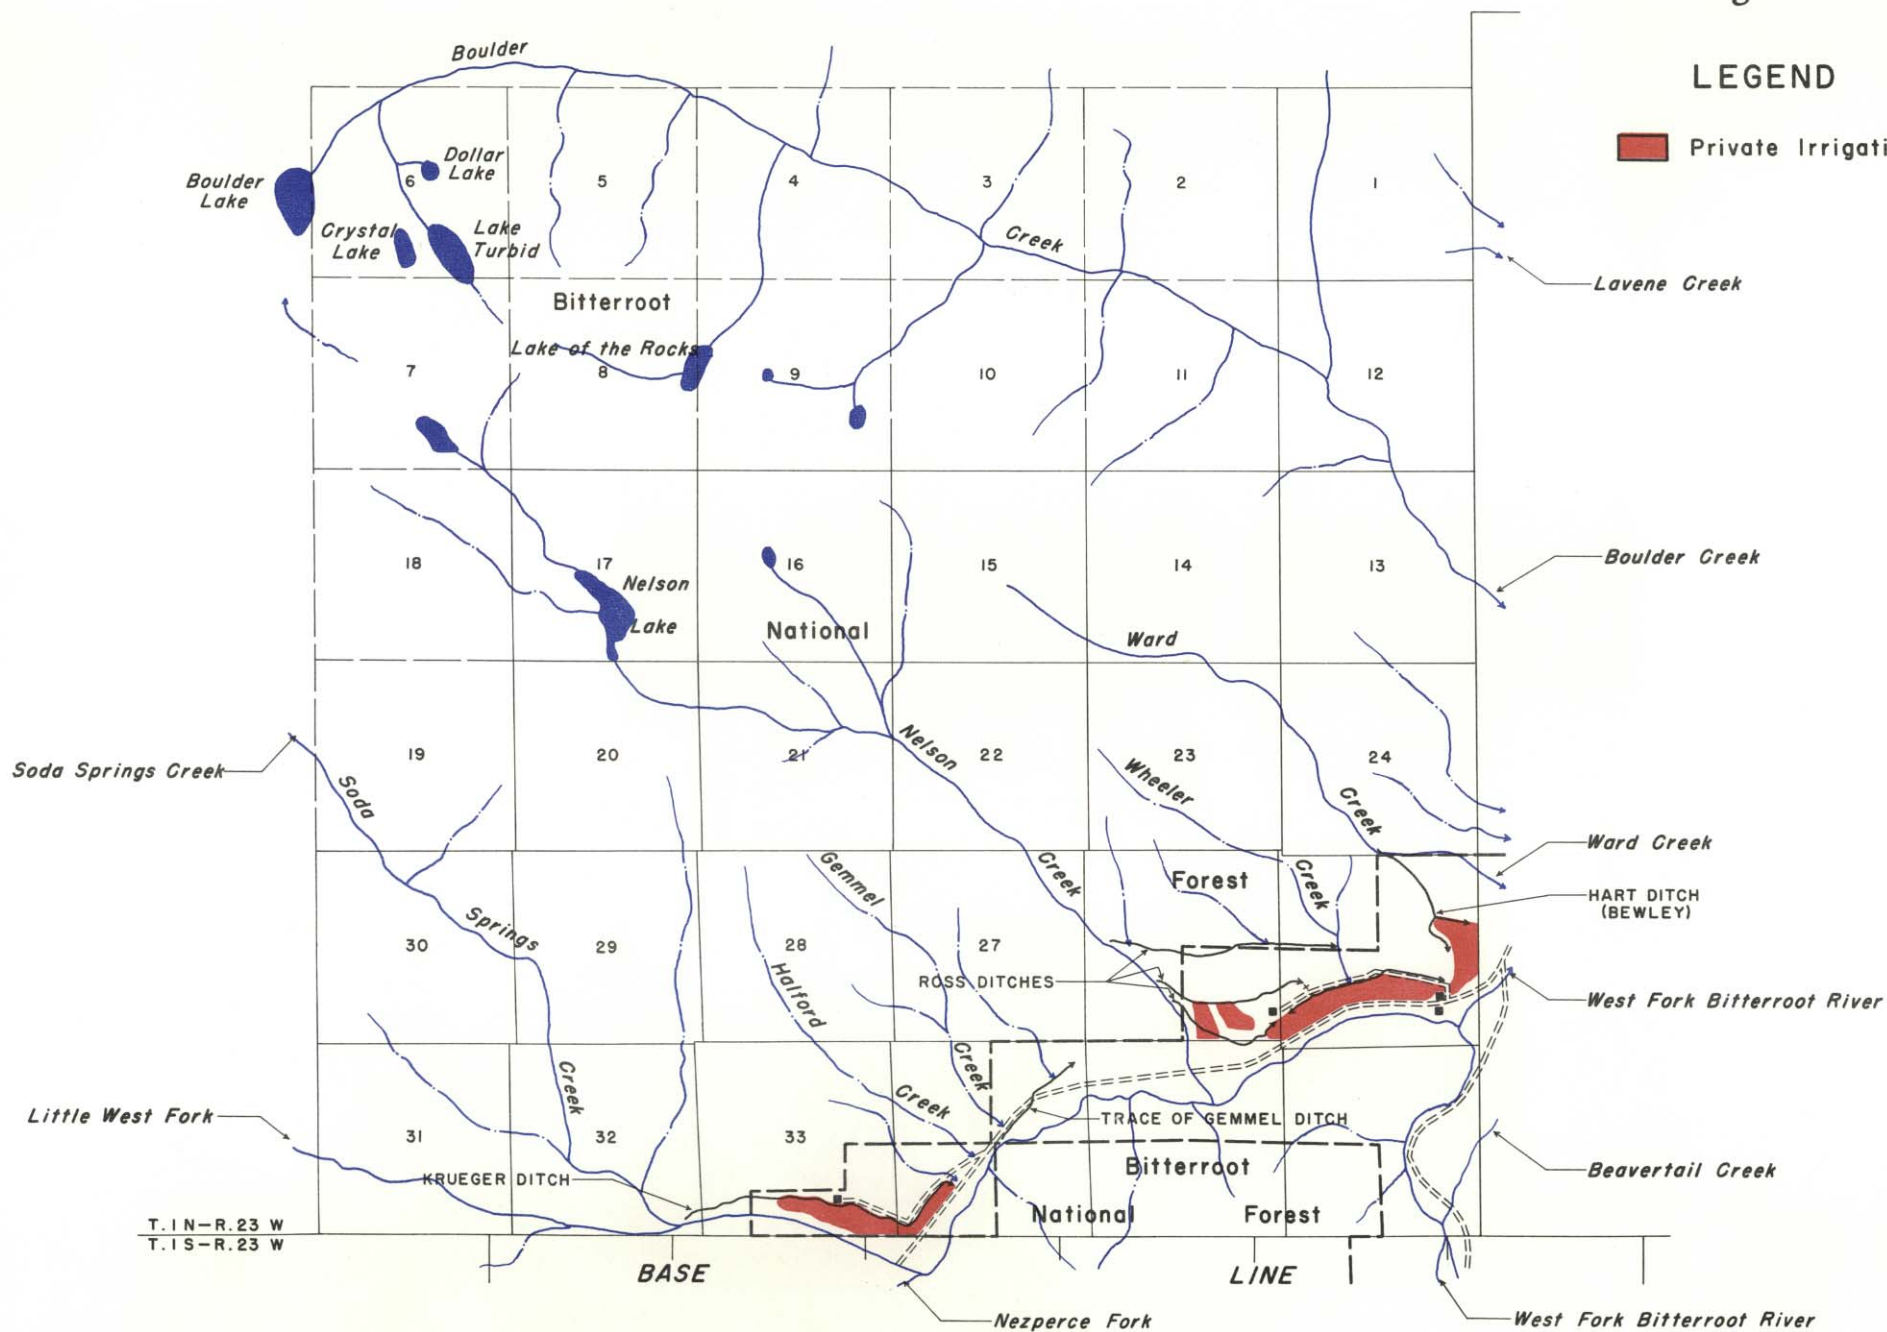 LEGEND
Private Irrigati
Boulder
Boulder
Lake
Dollar
Lake
Crystal
Lake
Lake
Turbid
Creek
6
5
4
3
2
1
Lavene Creek
Bitterroot
Lake of the Rocks
7
8
9
10
11
12
18
17
16
15
14
13
Boulder Creek
Nelson
Lake
National
Ward
19
20
21
22
23
24
Nelson
Wheeler
Creek
Soda Springs Creek
Soda
Ward Creek
Gemmel
Creek
Forest
Creek
HART DITCH
(BEWLEY)
Springs
30
29
28
27
Halford
ROSS DITCHES
West Fork Bitterroot River
Creek
Creek
Creek
Little West Fork
31
32
33
TRACE OF GEMMEL DITCH
Bitterroot
Beavertail Creek
KRUEGER DITCH
National
Forest
T.1N-R.23 W
T.1S-R.23 W
BASE
LINE
Nezperce Fork
West Fork Bitterroot River